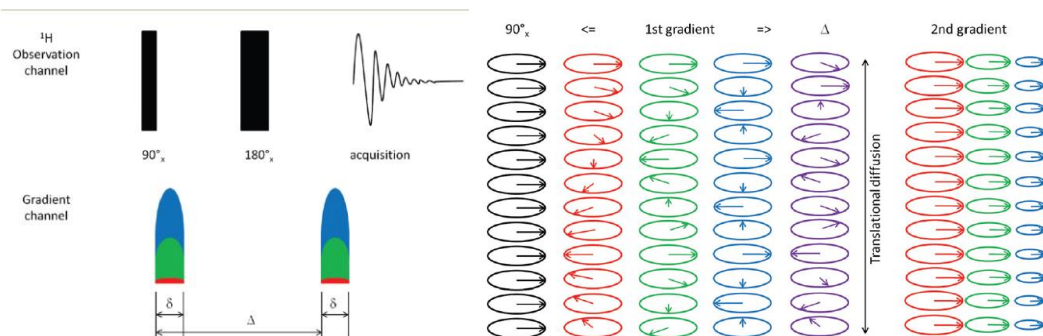 ¹H
Observation
channel
90°ₓ
180°ₓ
acquisition
Gradient
channel
δ
δ
Δ
90°ₓ
<=
1st gradient
=>
Δ
2nd gradient
Translational diffusion